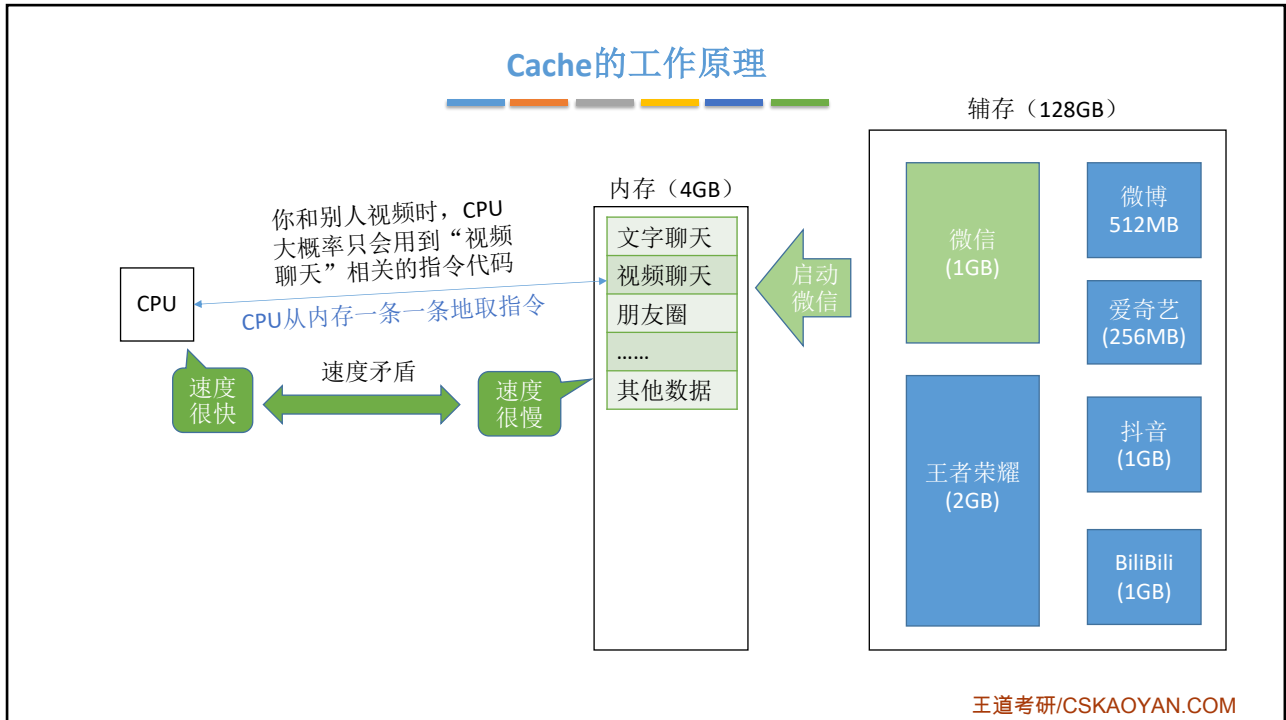 Cache的工作原理
辅存（128GB）
内存（4GB）
你和别人视频时，CPU
大概率只会用到“视频
聊天”相关的指令代码
CPU
CPU从内存一条一条地取指令
速度
很快
速度矛盾
速度
很慢
文字聊天
视频聊天
朋友圈
……
其他数据
启动
微信
微信
(1GB)
微博
512MB
爱奇艺
(256MB)
王者荣耀
(2GB)
抖音
(1GB)
BiliBili
(1GB)
王道考研/CSKAOYAN.COM